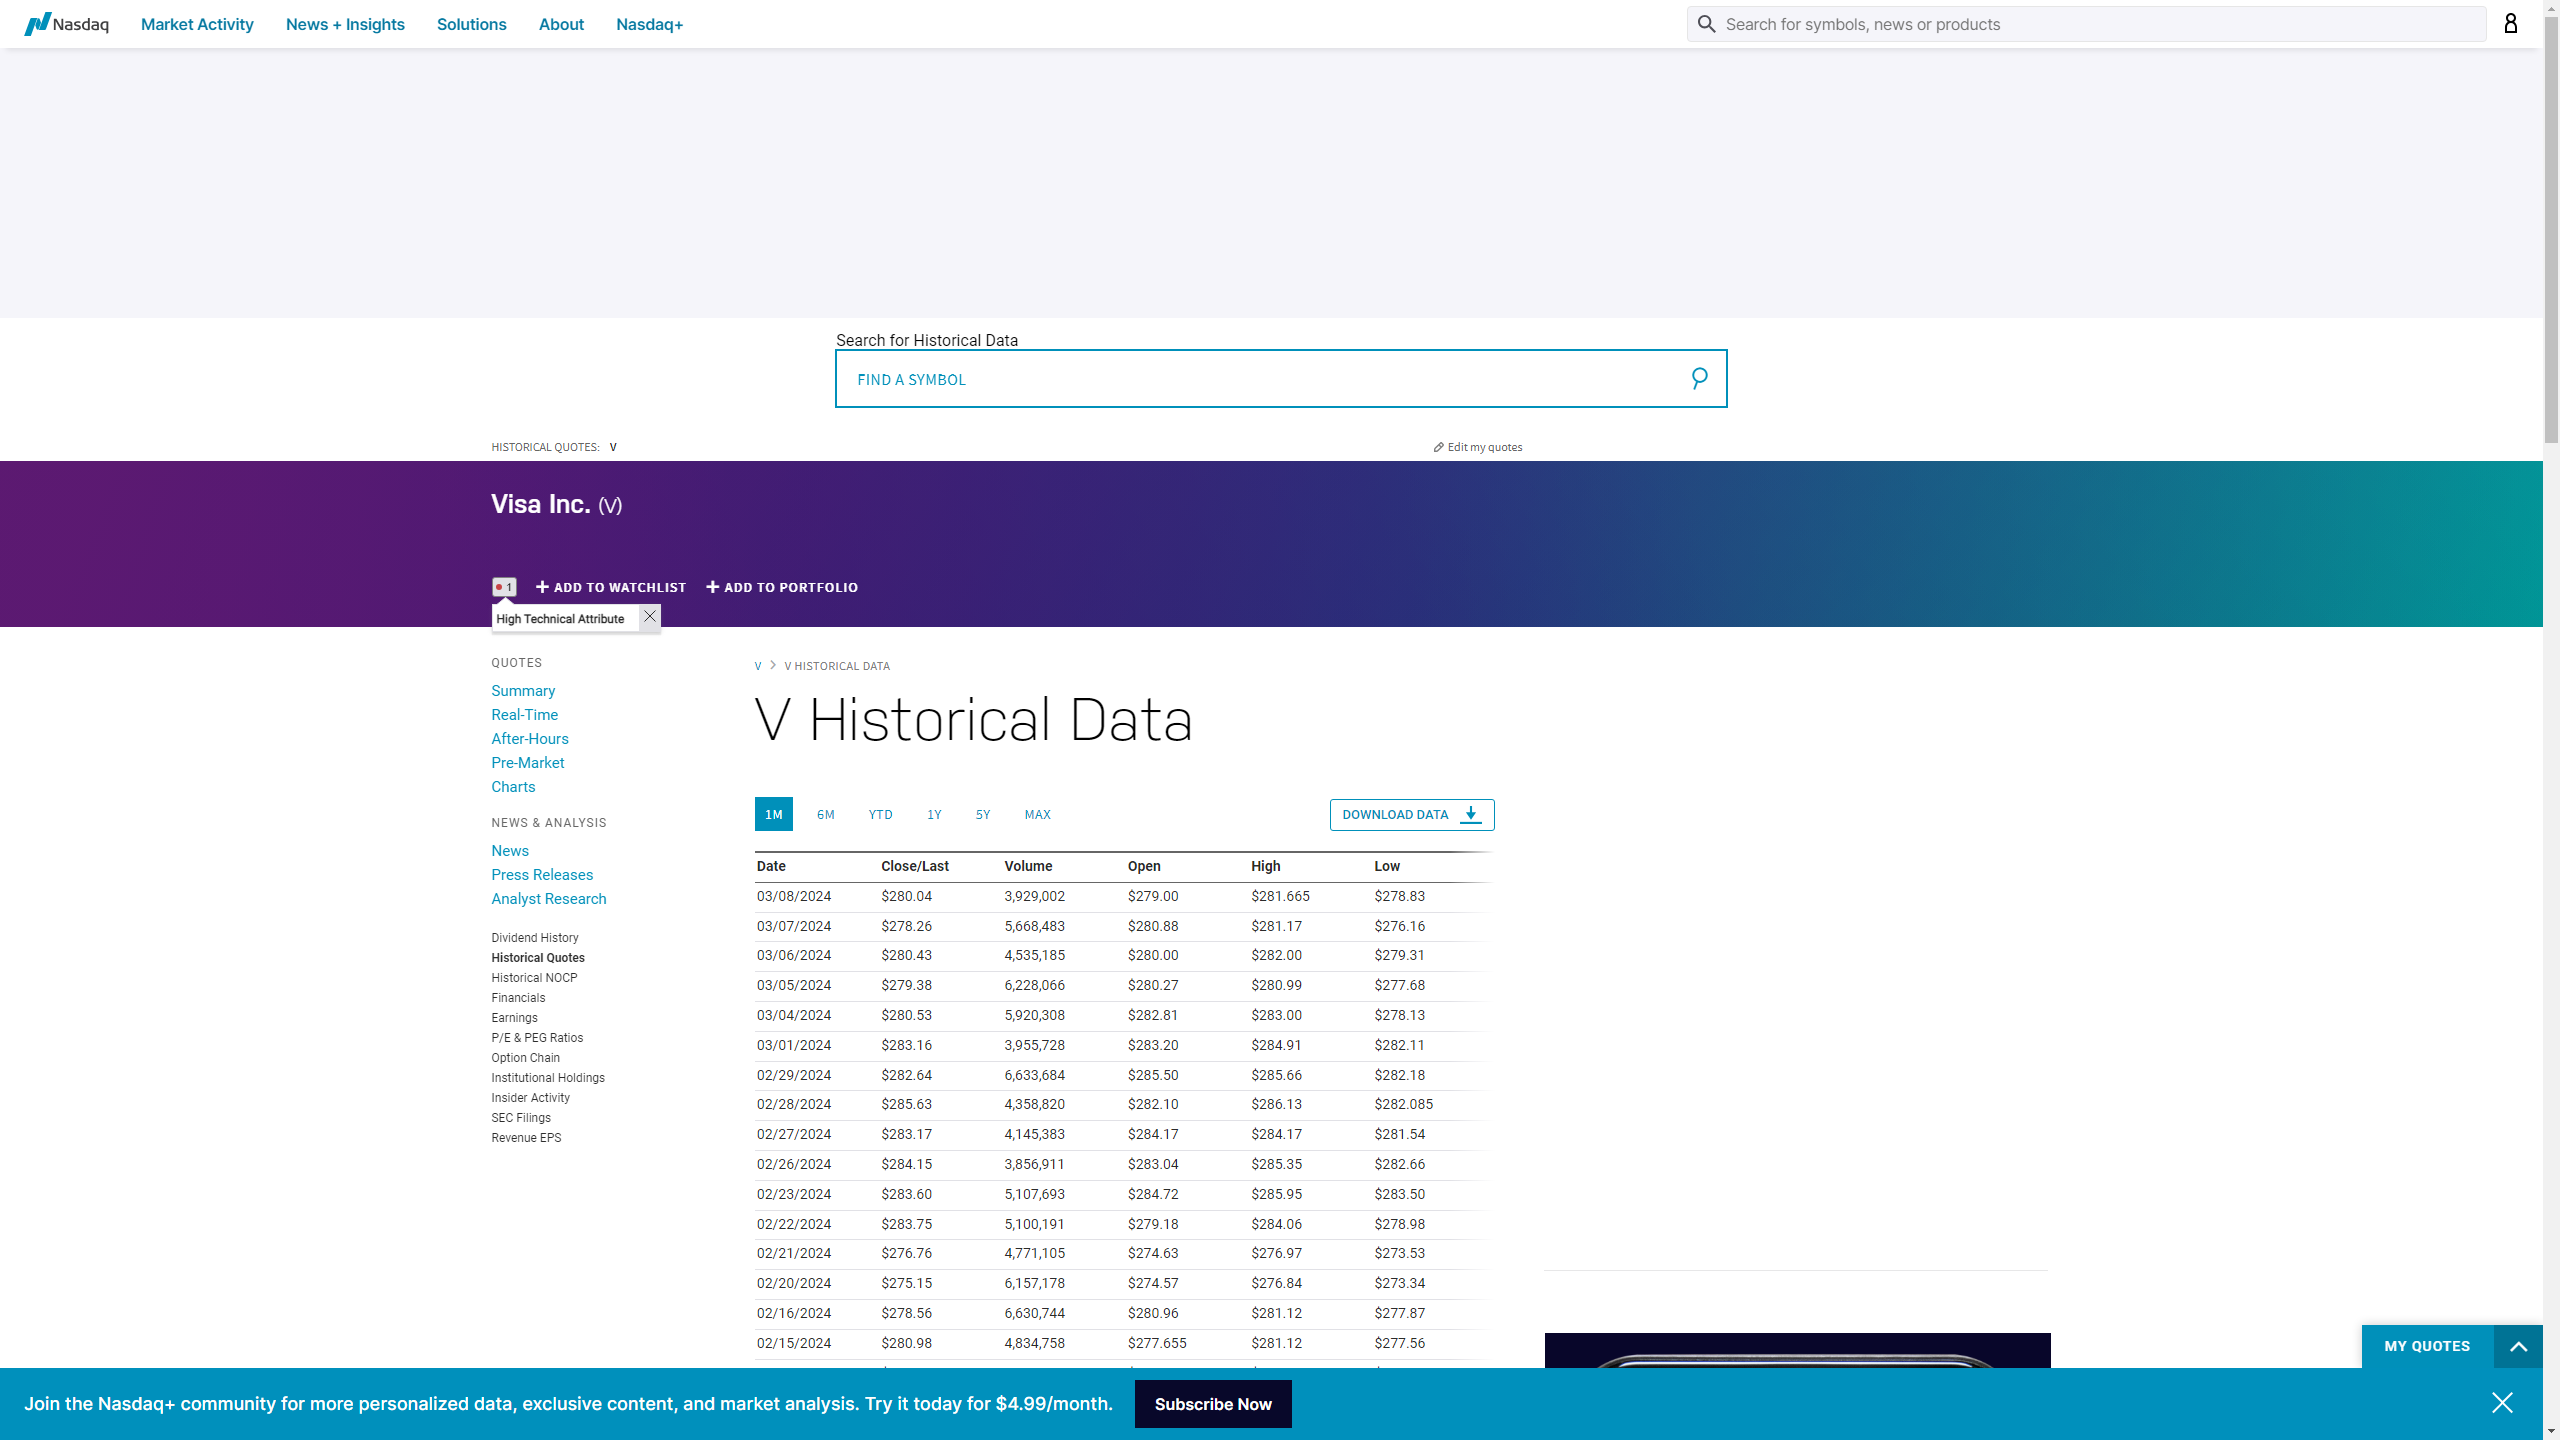 Nasdaq Market Activity News + Insights Solutions About Nasdaq+ Search for symbols, news or products
Search for Historical Data
FIND A SYMBOL
HISTORICAL QUOTES: V Edit my quotes
Visa Inc. (V)
1 ADD TO WATCHLIST ADD TO PORTFOLIO
High Technical Attribute
QUOTES
Summary
Real-Time
After-Hours
Pre-Market
Charts
NEWS & ANALYSIS
News
Press Releases
Analyst Research
Dividend History
Historical Quotes
Historical NOCP
Financials
Earnings
P/E & PEG Ratios
Option Chain
Institutional Holdings
Insider Activity
SEC Filings
Revenue EPS
V > V HISTORICAL DATA
V Historical Data
1M 6M YTD 1Y 5Y MAX DOWNLOAD DATA
Date Close/Last Volume Open High Low
03/08/2024 $280.04 3,929,002 $279.00 $281.665 $278.83
03/07/2024 $278.26 5,668,483 $280.88 $281.17 $276.16
03/06/2024 $280.43 4,535,185 $280.00 $282.00 $279.31
03/05/2024 $279.38 6,228,066 $280.27 $280.99 $277.68
03/04/2024 $280.53 5,920,308 $282.81 $283.00 $278.13
03/01/2024 $283.16 3,955,728 $283.20 $284.91 $282.11
02/29/2024 $282.64 6,633,684 $285.50 $285.66 $282.18
02/28/2024 $285.63 4,358,820 $282.10 $286.13 $282.085
02/27/2024 $283.17 4,145,383 $284.17 $284.17 $281.54
02/26/2024 $284.15 3,856,911 $283.04 $285.35 $282.66
02/23/2024 $283.60 5,107,693 $284.72 $285.95 $283.50
02/22/2024 $283.75 5,100,191 $279.18 $284.06 $278.98
02/21/2024 $276.76 4,771,105 $274.63 $276.97 $273.53
02/20/2024 $275.15 6,157,178 $274.57 $276.84 $273.34
02/16/2024 $278.56 6,630,744 $280.96 $281.12 $277.87
02/15/2024 $280.98 4,834,758 $277.655 $281.12 $277.56
MY QUOTES
Join the Nasdaq+ community for more personalized data, exclusive content, and market analysis. Try it today for $4.99/month. Subscribe Now